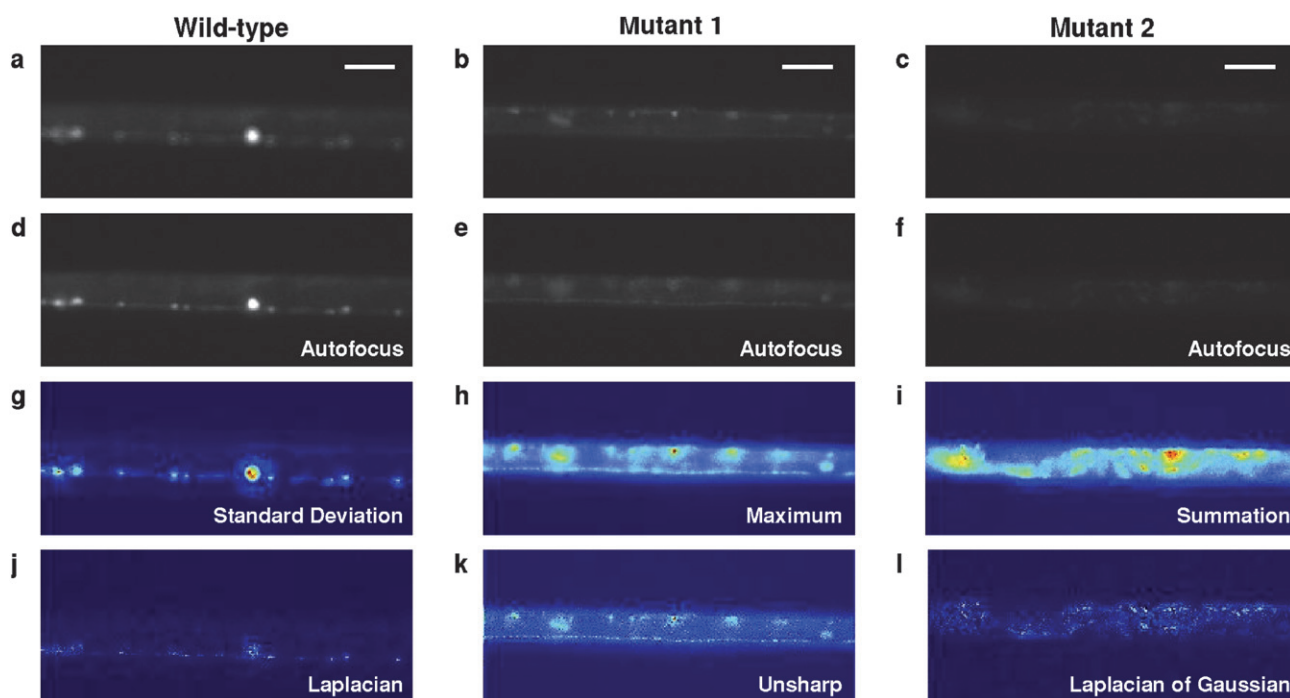 Wild-type
Mutant 1
Mutant 2
a
b
c
d
e
f
Autofocus
Autofocus
Autofocus
g
h
i
Standard Deviation
Maximum
Summation
j
k
l
Laplacian
Unsharp
Laplacian of Gaussian